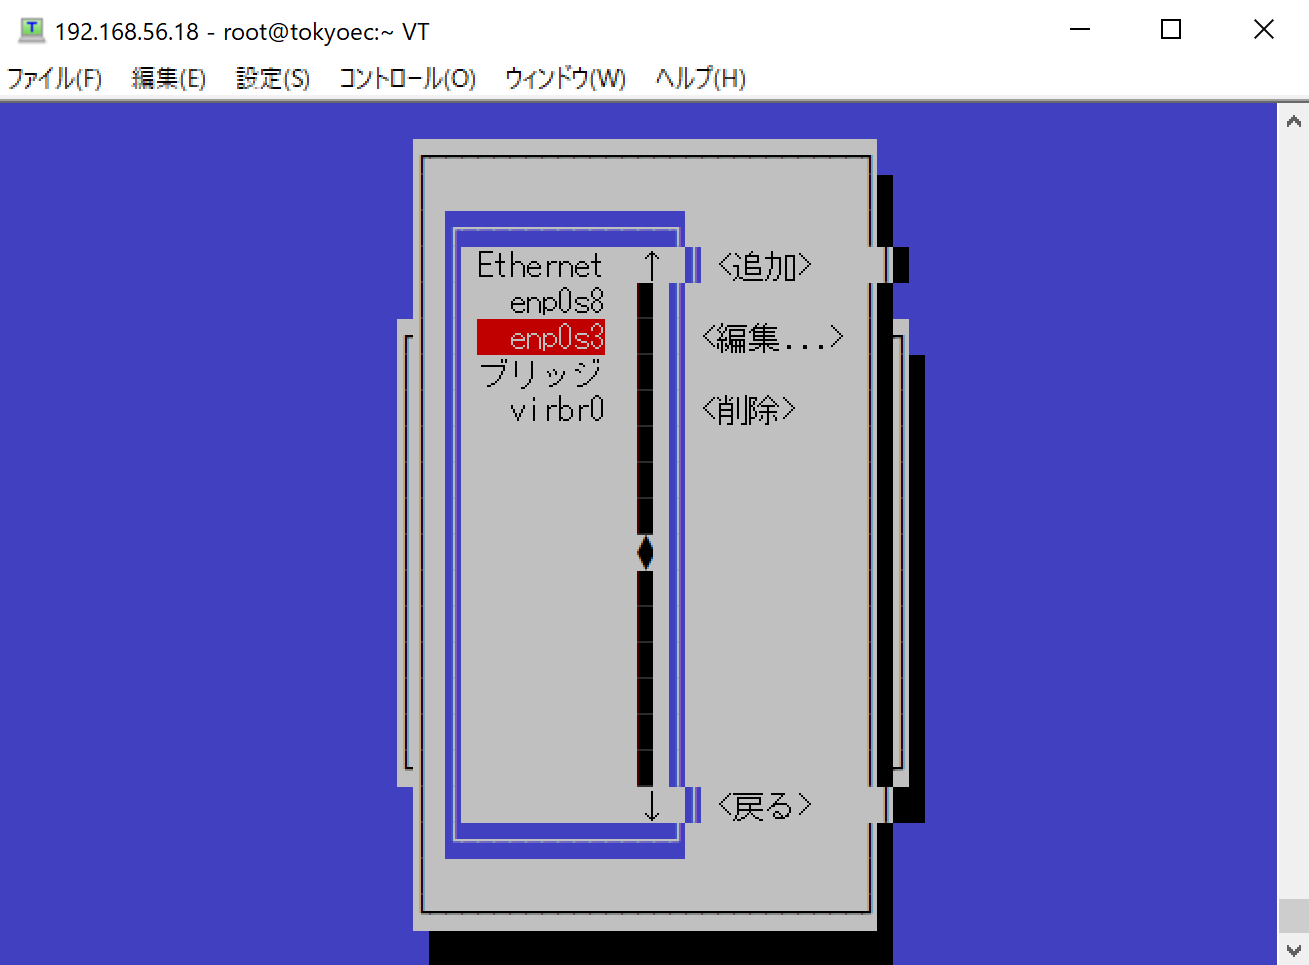 192.168.56.18 - root@tokyoec:~ VT
ファイル(F) 編集(E) 設定(S) コントロール(O) ウィンドウ(W) ヘルプ(H)
Ethernet ↑ <追加>
enp0s8
enp0s3 <編集...>
ブリッジ
virbr0 <削除>
↓ <戻る>